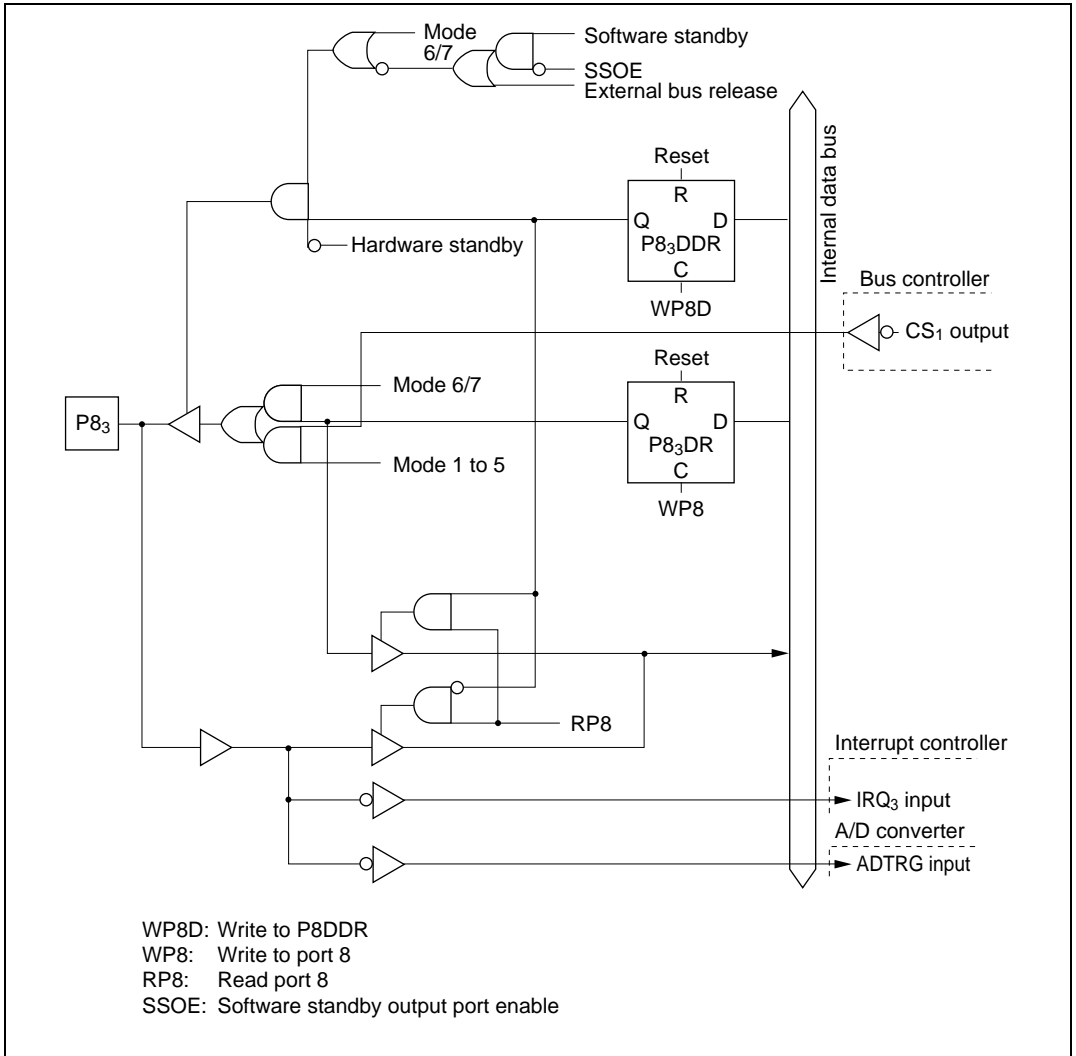 Mode
6/7
Software standby
SSOE
External bus release
Reset
R
Q D
P8₃DDR
C
WP8D
Hardware standby
Internal data bus
Bus controller
CS₁ output
Reset
R
Q D
P8₃DR
C
WP8
Mode 6/7
P8₃
Mode 1 to 5
RP8
Interrupt controller
IRQ₃ input
A/D converter
ADTRG input
WP8D: Write to P8DDR
WP8: Write to port 8
RP8: Read port 8
SSOE: Software standby output port enable